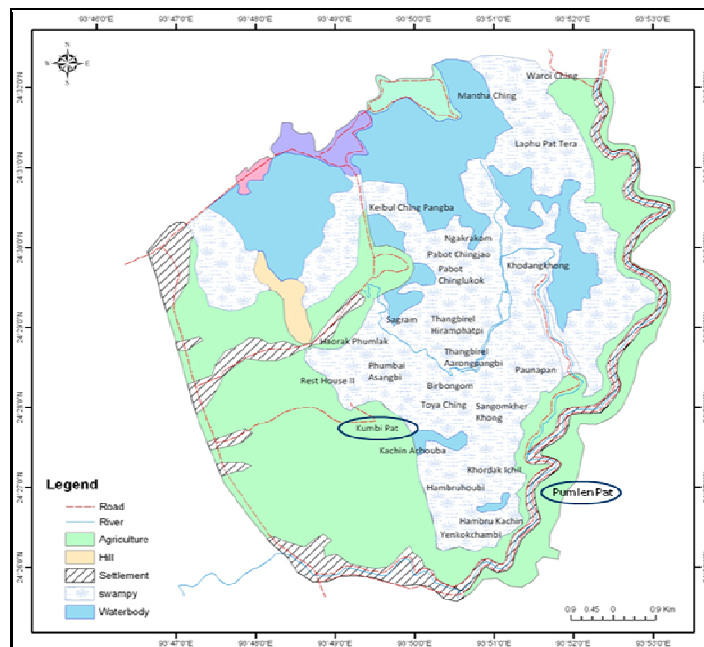 93°46'0"E 93°47'0"E 93°48'0"E 93°49'0"E 93°50'0"E 93°51'0"E 93°52'0"E 93°53'0"E
N
W E
S
Waroi Ching
24°32'0"N
Mantha Ching
Laphu Pat Tera
24°31'0"N
Keibul Ching Pangba
Ngakrakom
24°30'0"N
Pabot Chingjao
Pabot
Chinglukok
Khodangkhong
24°29'0"N
Sagram
Thangbirel
Hiramphatpi
Haorak Phumlak
Thangbirel
Phumbai
Asangbi
Paunapan
Rest House II
Birbongom
24°28'0"N
Toya Ching
Sangomkher
Khong
Kumbi Pat
Kachin Achouba
Khordak Ichil
24°27'0"N
Hambruhoubi
Pumlen Pat
Hambru Kachin
Yenkokchambi
24°26'0"N
Legend
Road
River
Agriculture
Hill
Settlement
swampy
Waterbody
0.9 0.45 0 0.9 Km
93°47'0"E 93°48'0"E 93°49'0"E 93°50'0"E 93°51'0"E 93°52'0"E 93°53'0"E